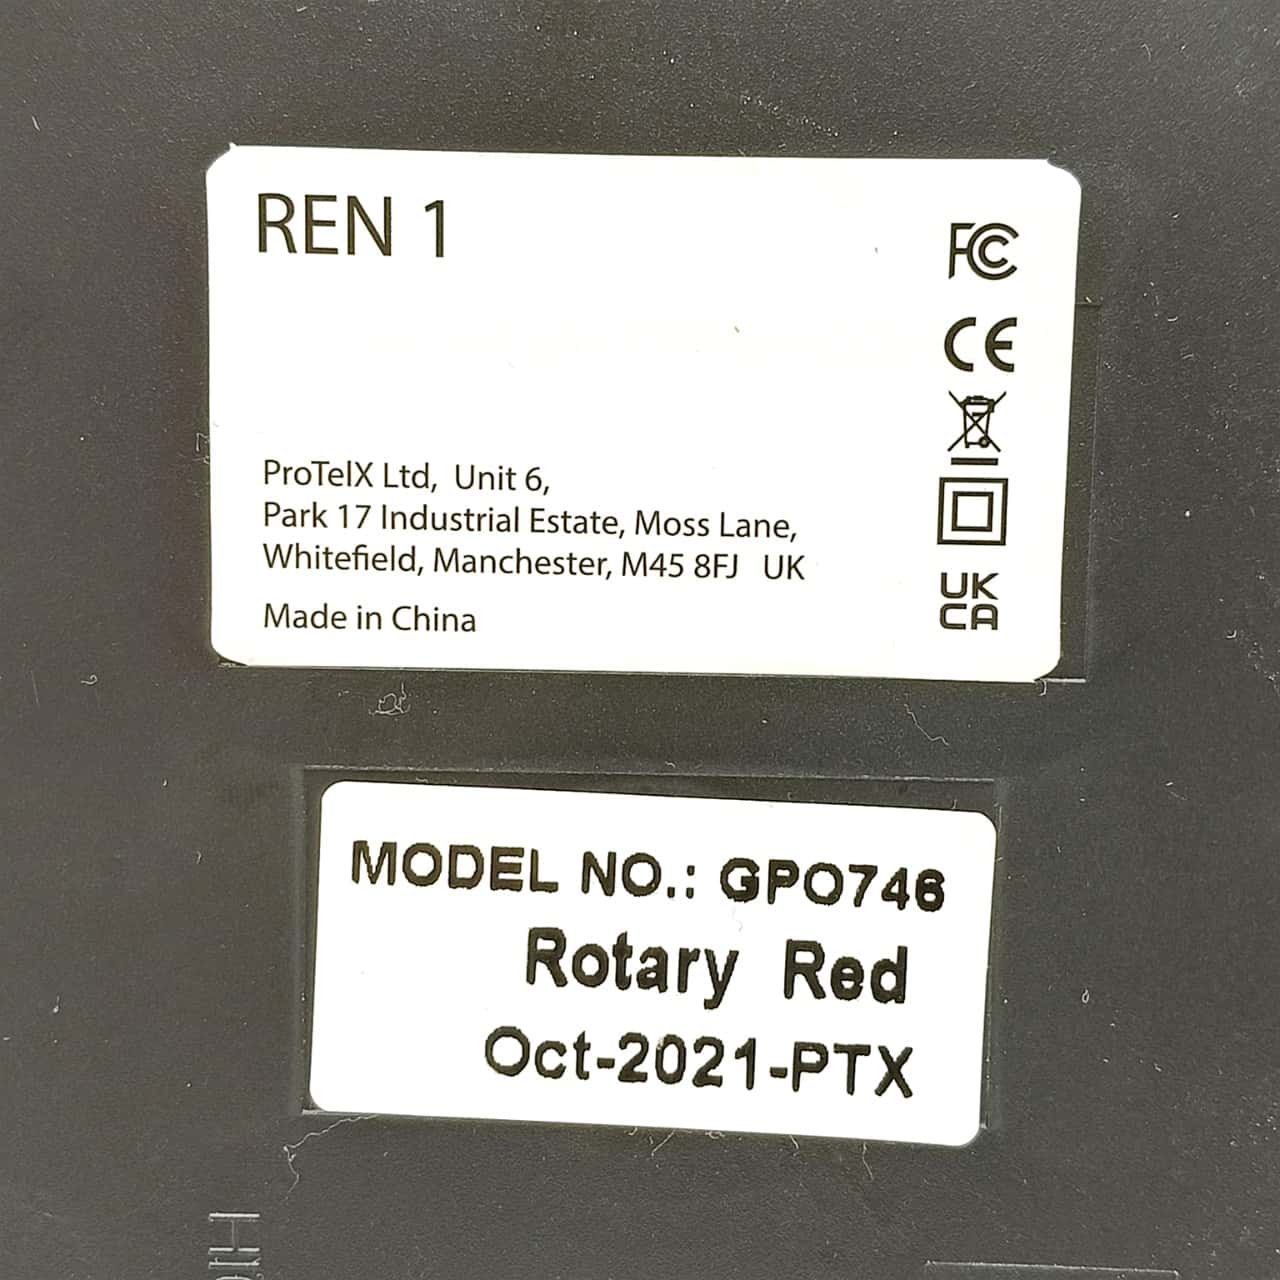 REN 1
FC
CE
ProTelX Ltd, Unit 6,
Park 17 Industrial Estate, Moss Lane,
Whitefield, Manchester, M45 8FJ UK
Made in China
UK
CA
MODEL NO.: GPO746
Rotary Red
Oct-2021-PTX